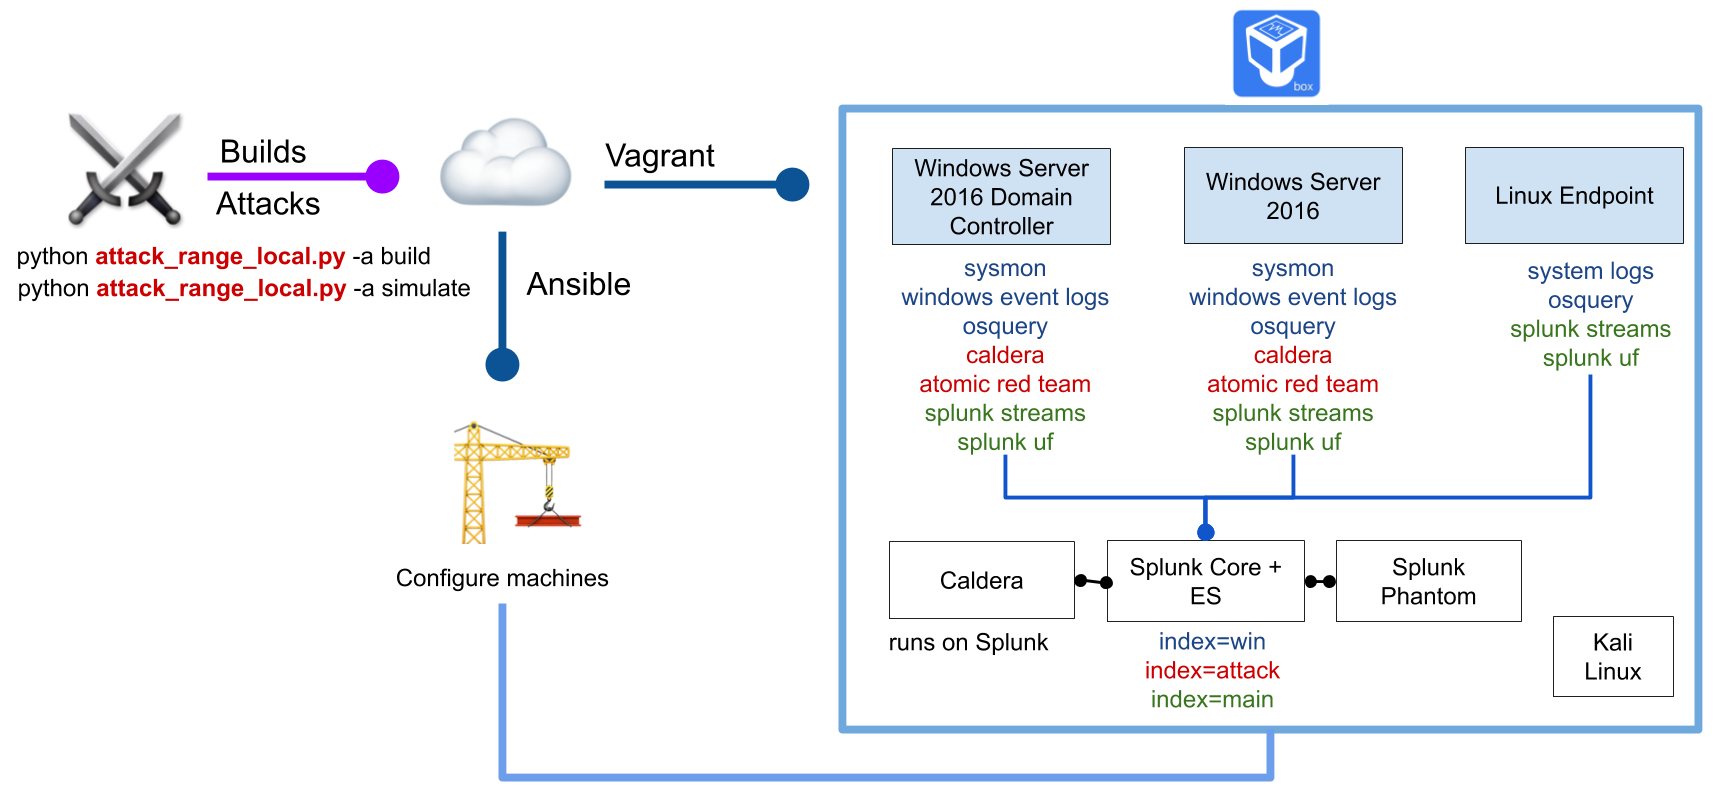 box
Builds
Attacks
python attack_range_local.py -a build
python attack_range_local.py -a simulate
Vagrant
Ansible
Configure machines
Windows Server
2016 Domain
Controller
sysmon
windows event logs
osquery
caldera
atomic red team
splunk streams
splunk uf
Windows Server
2016
sysmon
windows event logs
osquery
caldera
atomic red team
splunk streams
splunk uf
Linux Endpoint
system logs
osquery
splunk streams
splunk uf
Caldera
runs on Splunk
Splunk Core +
ES
index=win
index=attack
index=main
Splunk
Phantom
Kali
Linux